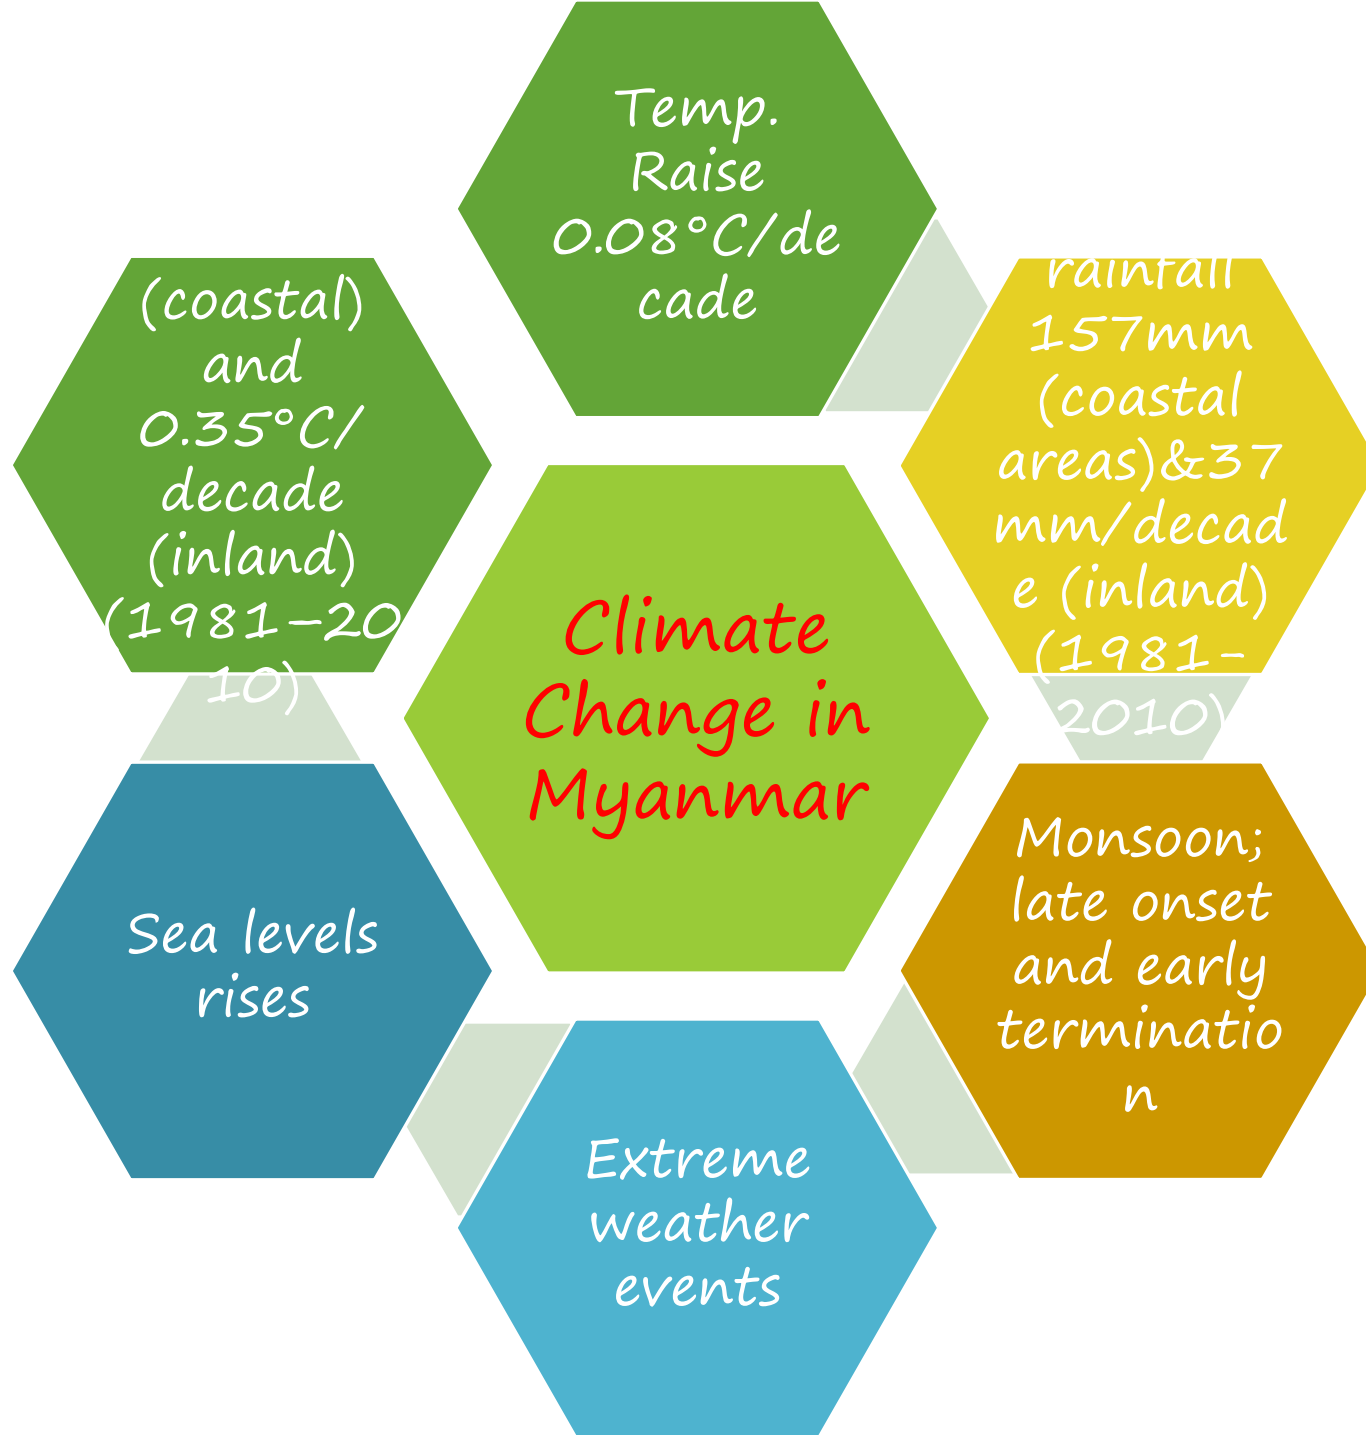 Temp.
Raise
0.08°C/de
cade
rainfall
157mm
(coastal
areas)&37
mm/decad
e (inland)
(1981-
2010)
Monsoon;
late onset
and early
terminatio
n
Extreme
weather
events
Sea levels
rises
(coastal)
and
0.35°C/
decade
(inland)
(1981–20
10)
Climate
Change in
Myanmar